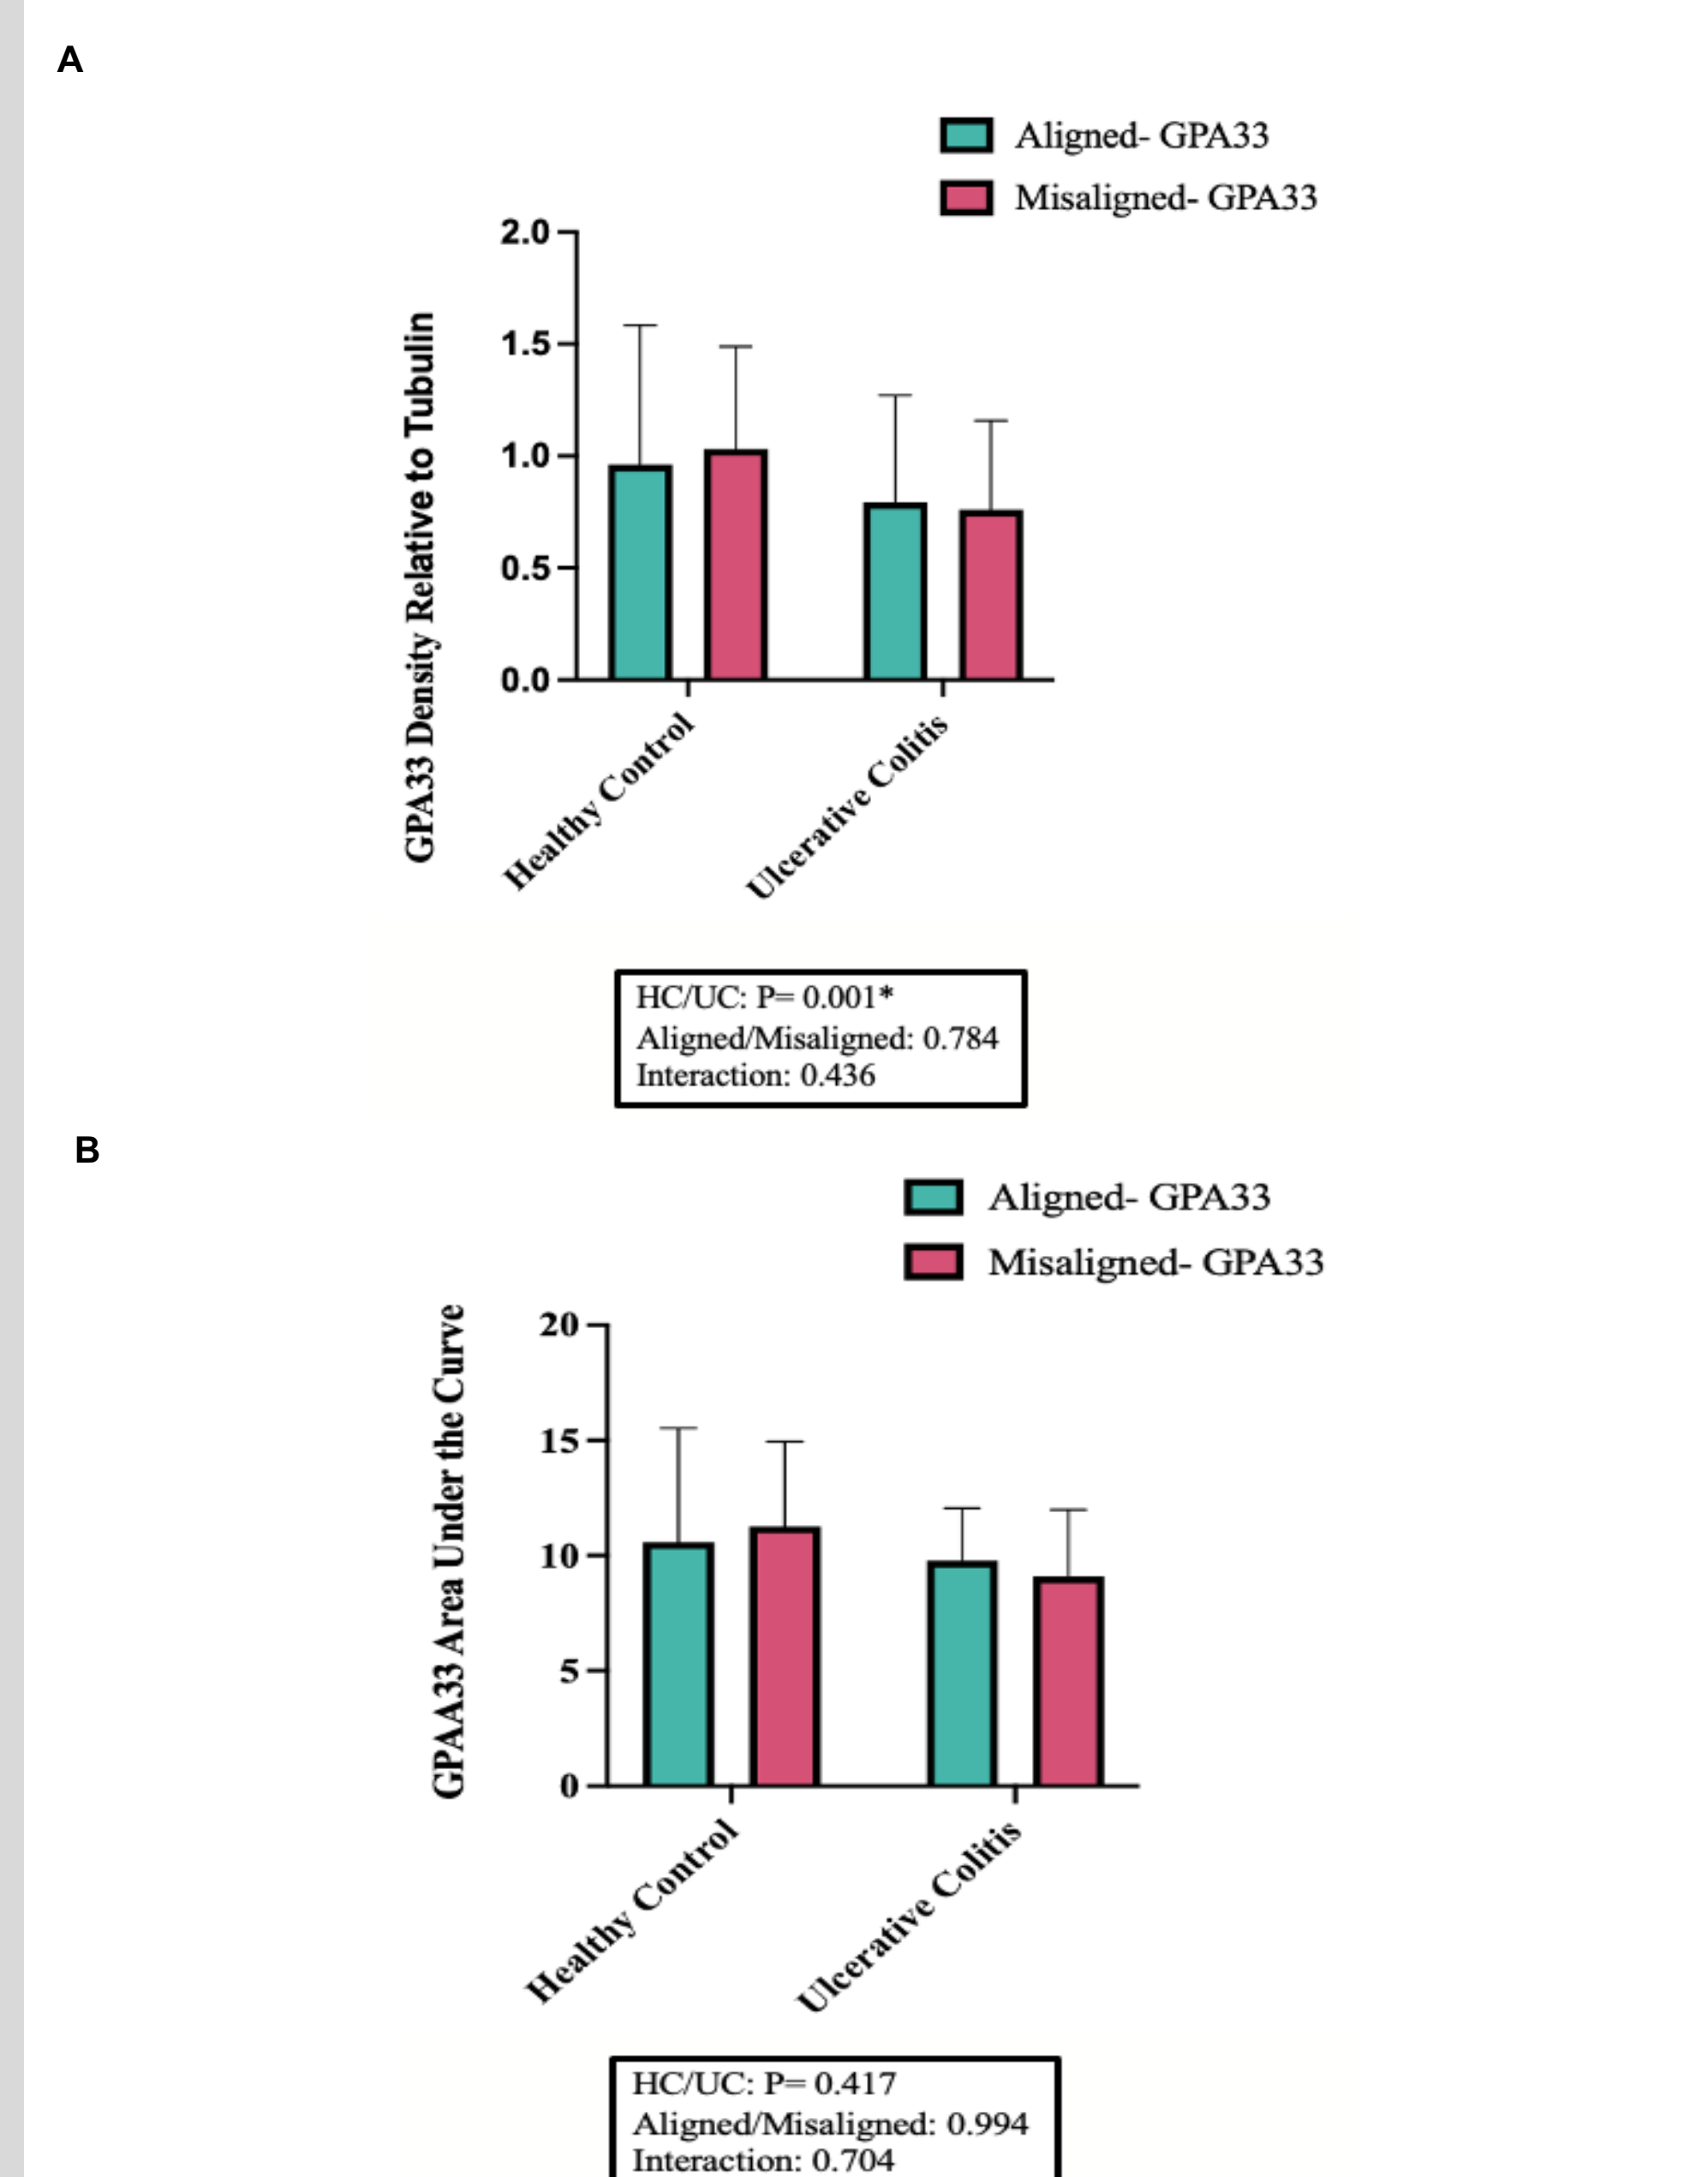 A
Aligned- GPA33
Misaligned- GPA33
GPA33 Density Relative to Tubulin
2.0
1.5
1.0
0.5
0.0
Healthy Control
Ulcerative Colitis
HC/UC: P= 0.001*
Aligned/Misaligned: 0.784
Interaction: 0.436
B
Aligned- GPA33
Misaligned- GPA33
GPAA33 Area Under the Curve
20
15
10
5
0
Healthy Control
Ulcerative Colitis
HC/UC: P= 0.417
Aligned/Misaligned: 0.994
Interaction: 0.704